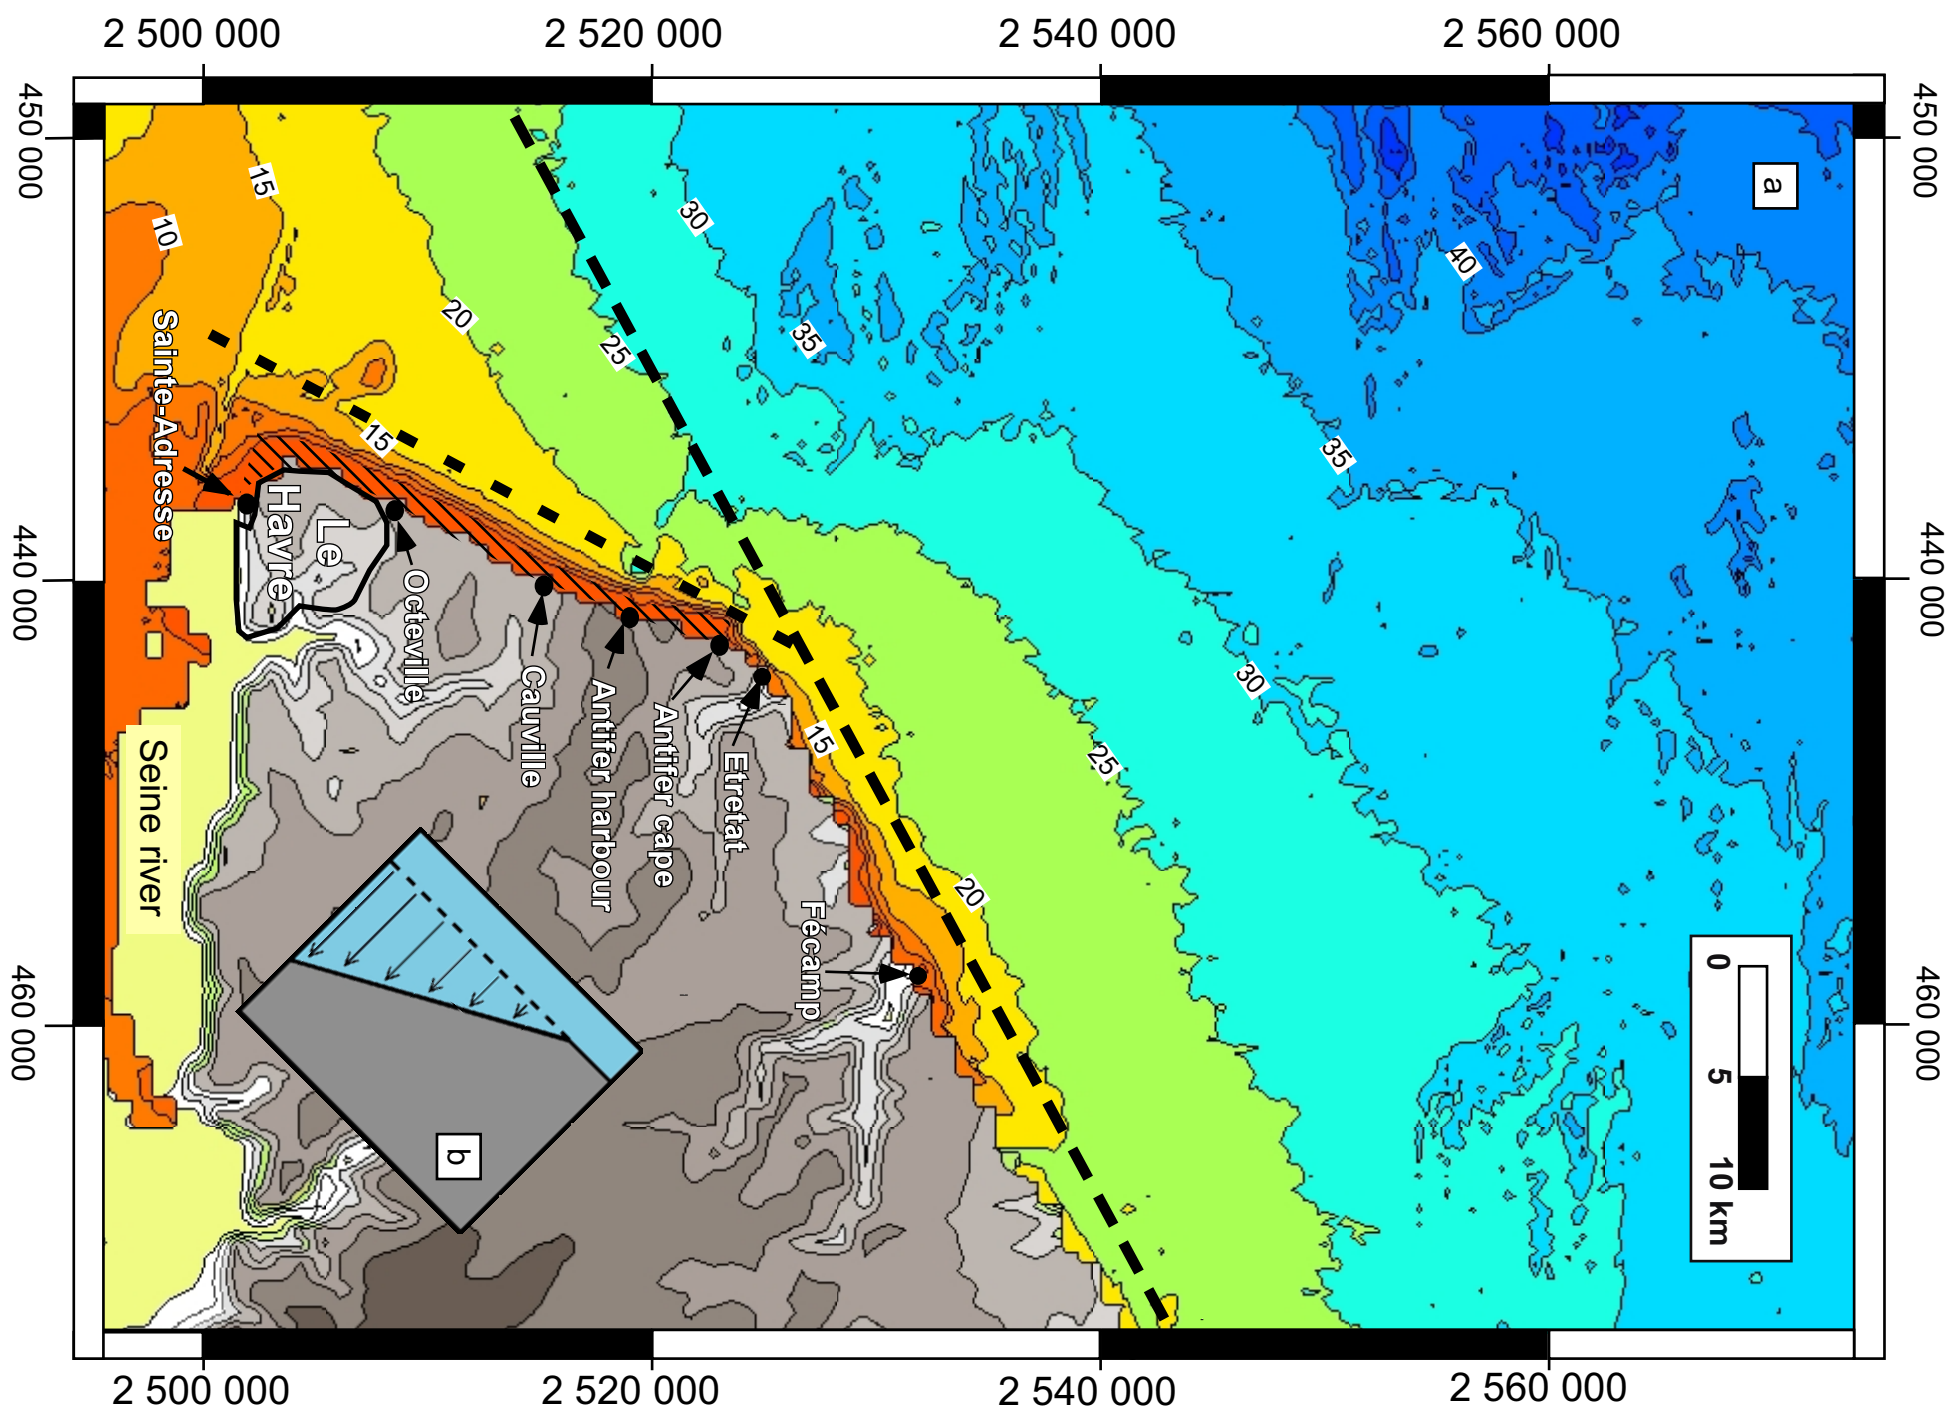 2 500 000
2 520 000
2 540 000
2 560 000
450 000
440 000
460 000
450 000
440 000
460 000
2 500 000
2 520 000
2 540 000
2 560 000
a
0
5
10 km
15
10
20
25
30
35
40
35
15
30
25
15
20
Sainte-Adresse
Le
Havre
Octeville
Cauville
Antifer harbour
Antifer cape
Etretat
Fécamp
Seine river
b